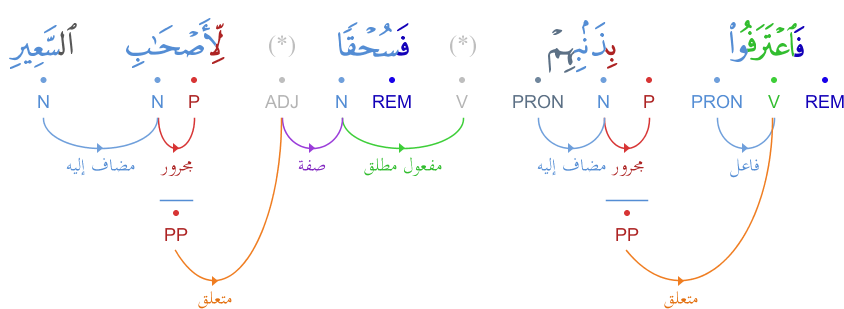 فَٱعْتَرَفُوا۟ بِذَنۢبِهِمْ (*) فَسُحْقًا (*) لِّأَصْحَـٰبِ ٱلسَّعِيرِ
REM V PRON P N PRON V REM N ADJ P N N
فاعل مجرور مضاف إليه مفعول مطلق صفة مجرور مضاف إليه
PP PP
متعلق متعلق